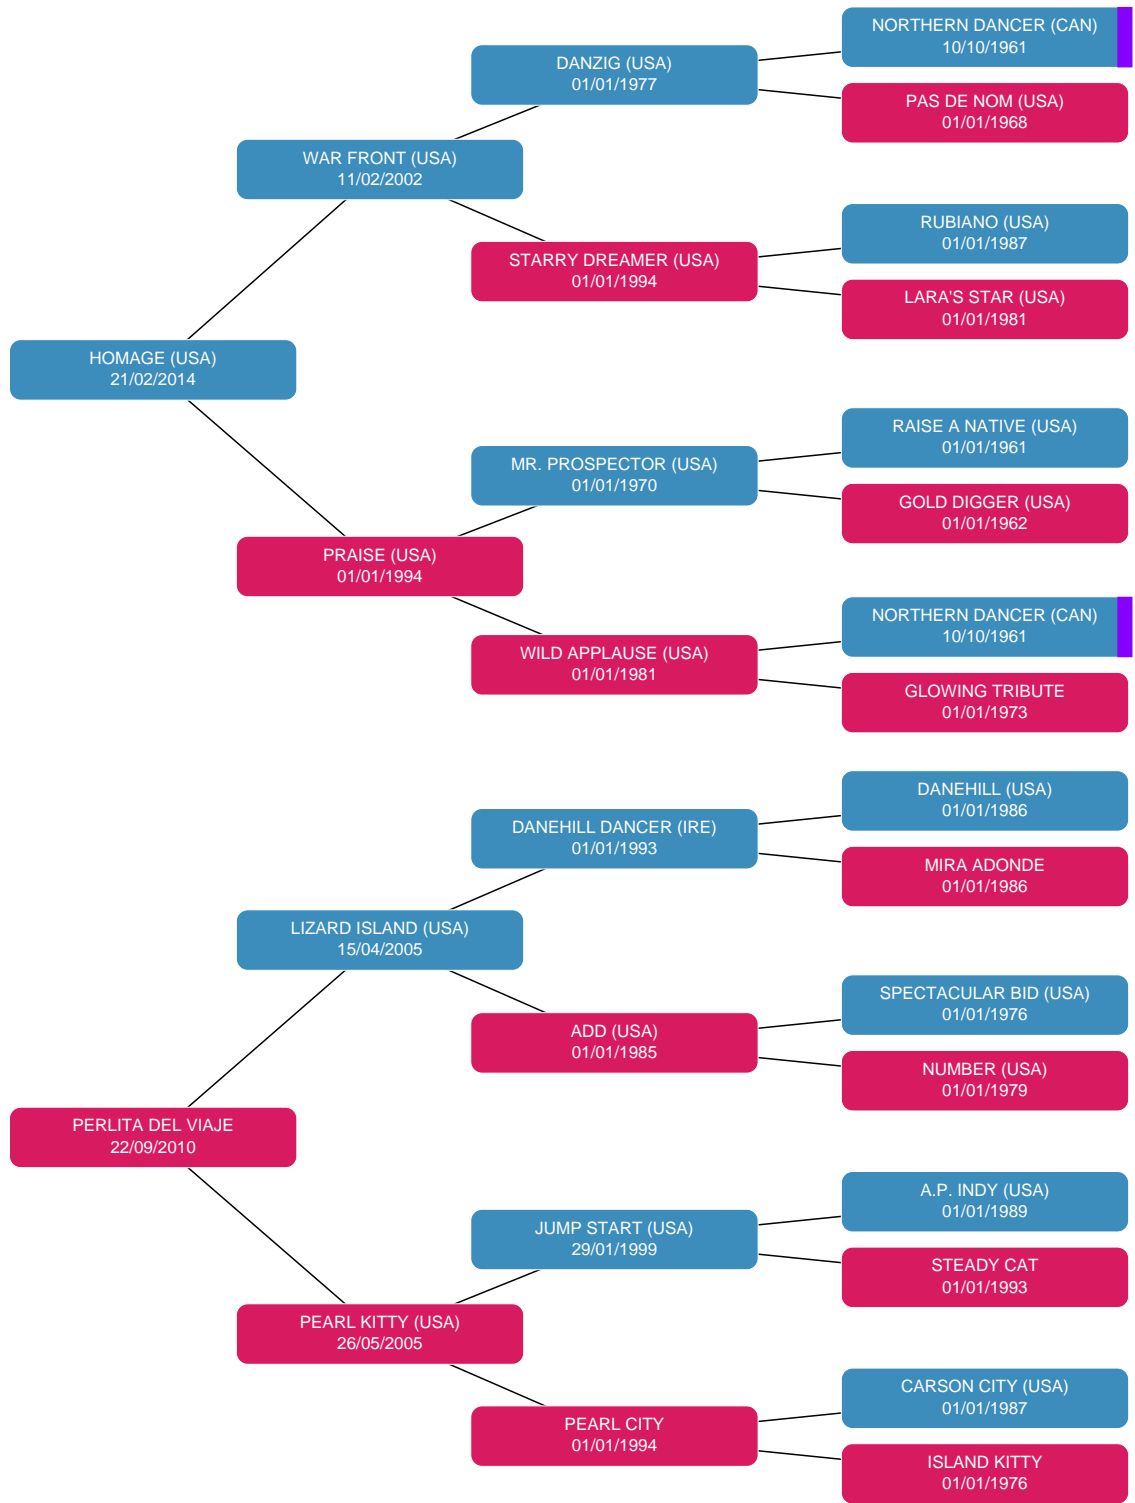 NORTHERN DANCER (CAN)
10/10/1961
DANZIG (USA)
01/01/1977
PAS DE NOM (USA)
01/01/1968
WAR FRONT (USA)
11/02/2002
RUBIANO (USA)
01/01/1987
STARRY DREAMER (USA)
01/01/1994
LARA'S STAR (USA)
01/01/1981
HOMAGE (USA)
21/02/2014
RAISE A NATIVE (USA)
01/01/1961
MR. PROSPECTOR (USA)
01/01/1970
GOLD DIGGER (USA)
01/01/1962
PRAISE (USA)
01/01/1994
NORTHERN DANCER (CAN)
10/10/1961
WILD APPLAUSE (USA)
01/01/1981
GLOWING TRIBUTE
01/01/1973
DANEHILL (USA)
01/01/1986
DANEHILL DANCER (IRE)
01/01/1993
MIRA ADONDE
01/01/1986
LIZARD ISLAND (USA)
15/04/2005
SPECTACULAR BID (USA)
01/01/1976
ADD (USA)
01/01/1985
NUMBER (USA)
01/01/1979
PERLITA DEL VIAJE
22/09/2010
A.P. INDY (USA)
01/01/1989
JUMP START (USA)
29/01/1999
STEADY CAT
01/01/1993
PEARL KITTY (USA)
26/05/2005
CARSON CITY (USA)
01/01/1987
PEARL CITY
01/01/1994
ISLAND KITTY
01/01/1976